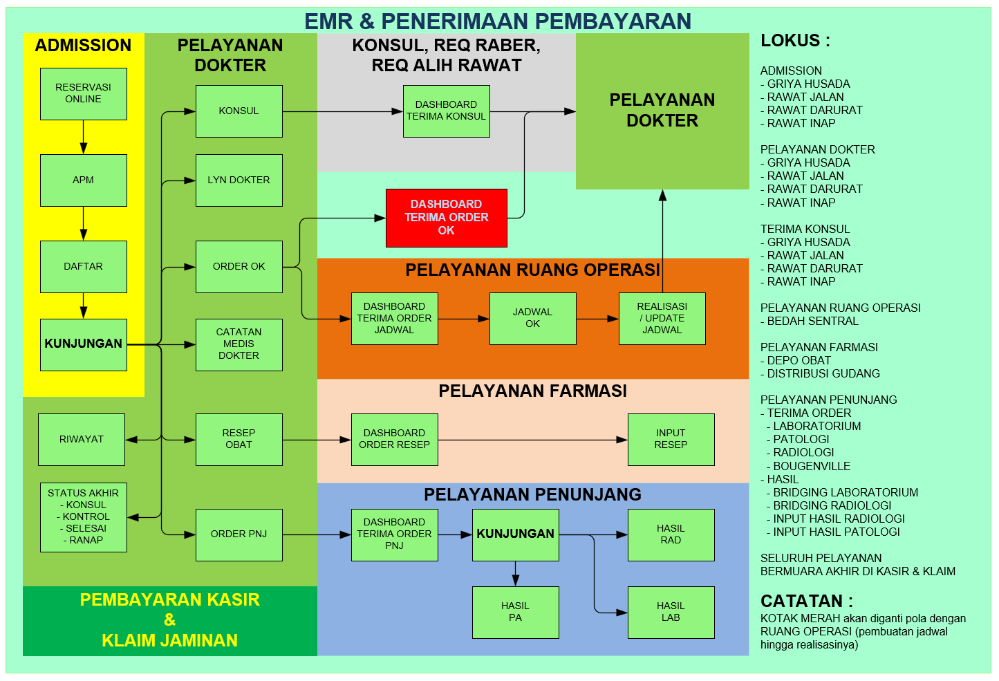 EMR & PENERIMAAN PEMBAYARAN
ADMISSION
RESERVASI
ONLINE
APM
DAFTAR
KUNJUNGAN
RIWAYAT
STATUS AKHIR
- KONSUL
- KONTROL
- SELESAI
- RANAP
PELAYANAN
DOKTER
KONSUL
LYN DOKTER
ORDER OK
CATATAN
MEDIS
DOKTER
RESEP
OBAT
ORDER PNJ
PEMBAYARAN KASIR
&
KLAIM JAMINAN
KONSUL, REQ RABER,
REQ ALIH RAWAT
DASHBOARD
TERIMA KONSUL
PELAYANAN
DOKTER
DASHBOARD
TERIMA ORDER
OK
PELAYANAN RUANG OPERASI
DASHBOARD
TERIMA ORDER
JADWAL
JADWAL
OK
REALISASI
/ UPDATE
JADWAL
PELAYANAN FARMASI
DASHBOARD
ORDER RESEP
INPUT
RESEP
PELAYANAN PENUNJANG
DASHBOARD
TERIMA ORDER
PNJ
KUNJUNGAN
HASIL
RAD
HASIL
PA
HASIL
LAB
LOKUS :
ADMISSION
- GRIYA HUSADA
- RAWAT JALAN
- RAWAT DARURAT
- RAWAT INAP
PELAYANAN DOKTER
- GRIYA HUSADA
- RAWAT JALAN
- RAWAT DARURAT
- RAWAT INAP
TERIMA KONSUL
- GRIYA HUSADA
- RAWAT JALAN
- RAWAT DARURAT
- RAWAT INAP
PELAYANAN RUANG OPERASI
- BEDAH SENTRAL
PELAYANAN FARMASI
- DEPO OBAT
- DISTRIBUSI GUDANG
PELAYANAN PENUNJANG
- TERIMA ORDER
- LABORATORIUM
- PATOLOGI
- RADIOLOGI
- BOUGENVILLE
- HASIL
- BRIDGING LABORATORIUM
- BRIDGING RADIOLOGI
- INPUT HASIL RADIOLOGI
- INPUT HASIL PATOLOGI
SELURUH PELAYANAN
BERMUARA AKHIR DI KASIR & KLAIM
CATATAN :
KOTAK MERAH akan diganti pola dengan
RUANG OPERASI (pembuatan jadwal
hingga realisasinya)